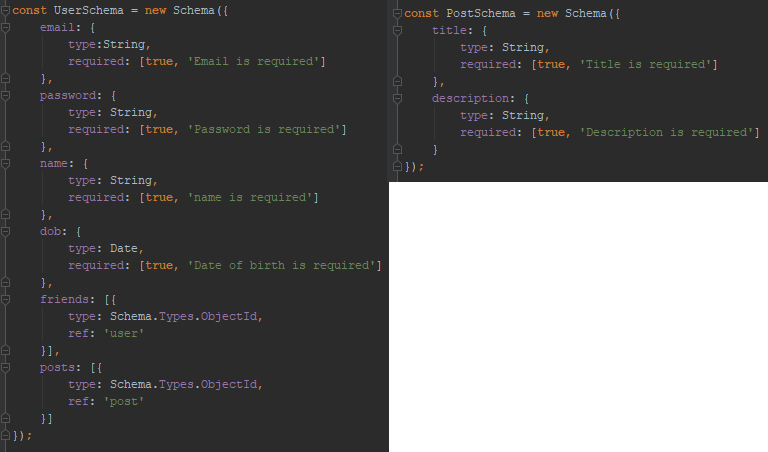 const UserSchema = new Schema({
    email: {
        type:String,
        required: [true, 'Email is required']
    },
    password: {
        type: String,
        required: [true, 'Password is required']
    },
    name: {
        type: String,
        required: [true, 'name is required']
    },
    dob: {
        type: Date,
        required: [true, 'Date of birth is required']
    },
    friends: [{
        type: Schema.Types.ObjectId,
        ref: 'user'
    }],
    posts: [{
        type: Schema.Types.ObjectId,
        ref: 'post'
    }]
});
const PostSchema = new Schema({
    title: {
        type: String,
        required: [true, 'Title is required']
    },
    description: {
        type: String,
        required: [true, 'Description is required']
    }
});